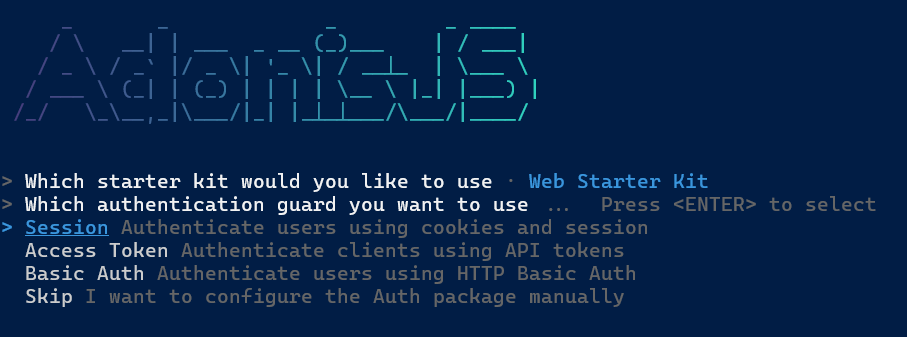 AdonisJS
> Which starter kit would you like to use · Web Starter Kit
> Which authentication guard you want to use … Press <ENTER> to select
> Session Authenticate users using cookies and session
Access Token Authenticate clients using API tokens
Basic Auth Authenticate users using HTTP Basic Auth
Skip I want to configure the Auth package manually